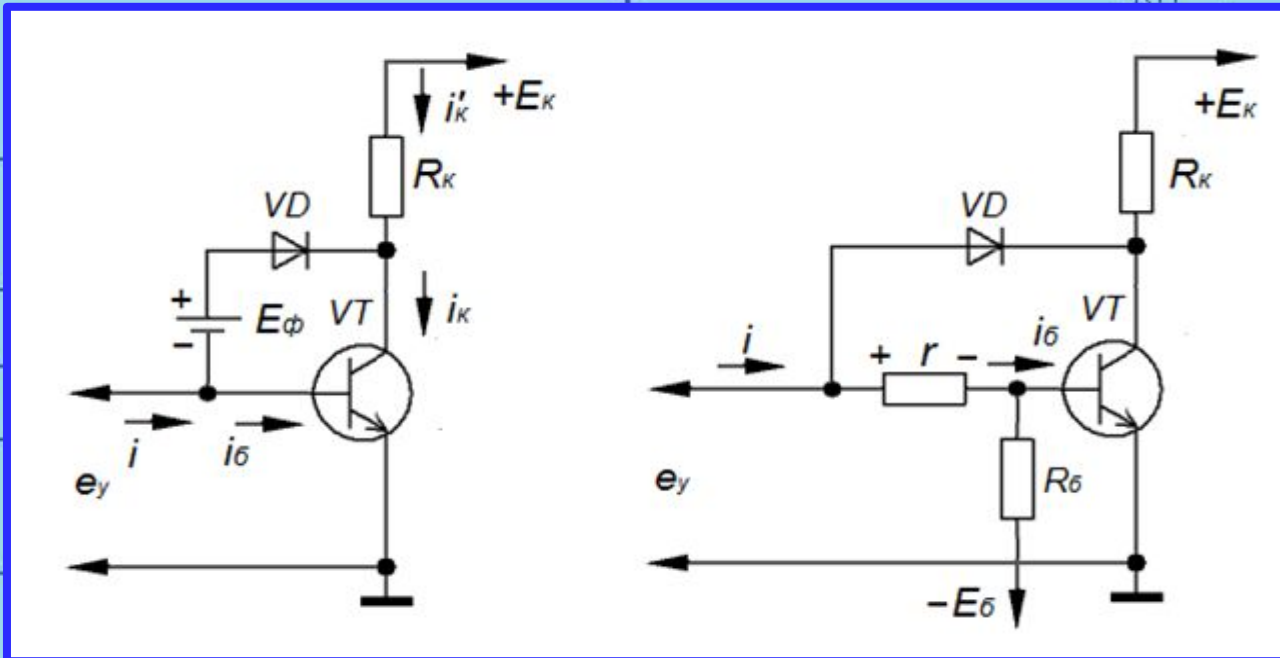 i'к +Eк
Rк
VD
+ Eф VT
−
iк
i iб
eу
+Eк
Rк
VD
VT
i + r − iб
eу
Rб
−Eб